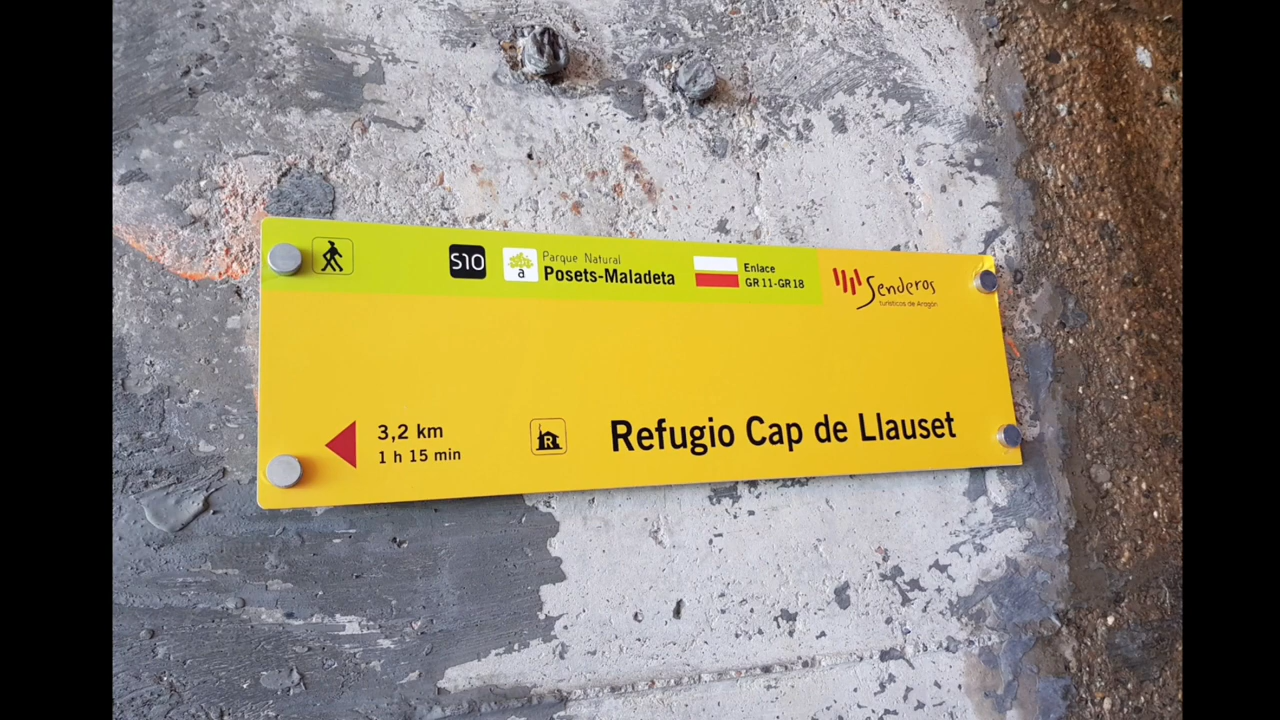 S10
a
Parque Natural
Posets-Maladeta
Enlace
GR 11-GR 18
Senderos
turísticos de Aragón
3,2 km
1 h 15 min
R
Refugio Cap de Llauset